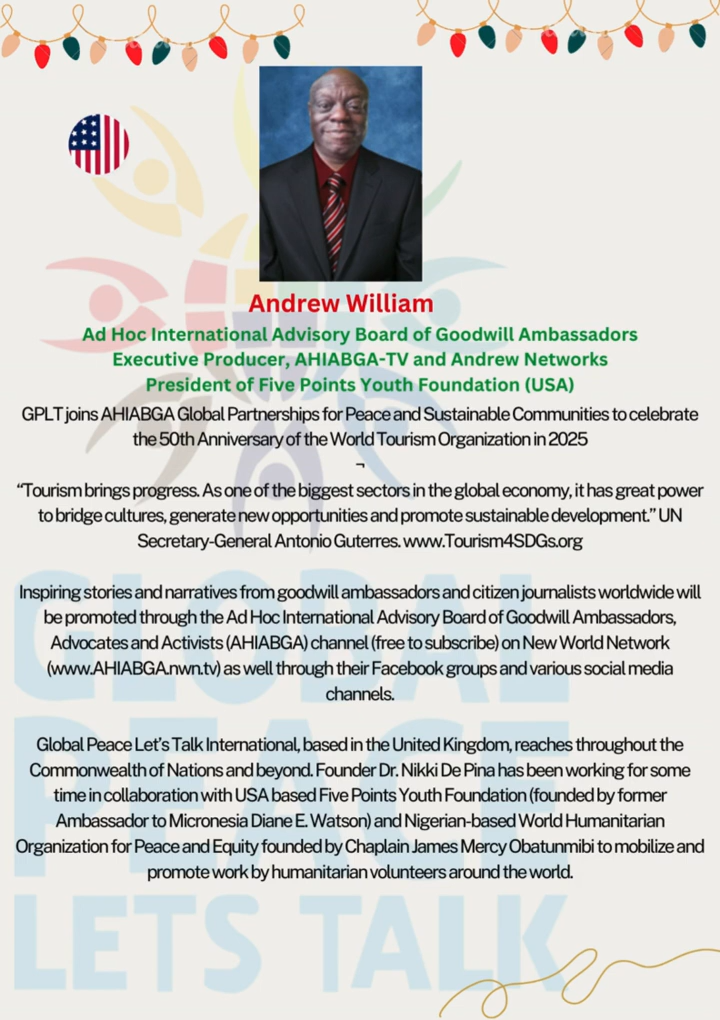 Andrew William
Ad Hoc International Advisory Board of Goodwill Ambassadors
Executive Producer, AHIABGA-TV and Andrew Networks
President of Five Points Youth Foundation (USA)
GPLT joins AHIABGA Global Partnerships for Peace and Sustainable Communities to celebrate
the 50th Anniversary of the World Tourism Organization in 2025
¬
“Tourism brings progress. As one of the biggest sectors in the global economy, it has great power
to bridge cultures, generate new opportunities and promote sustainable development.” UN
Secretary-General Antonio Guterres. www.Tourism4SDGs.org
Inspiring stories and narratives from goodwill ambassadors and citizen journalists worldwide will
be promoted through the Ad Hoc International Advisory Board of Goodwill Ambassadors,
Advocates and Activists (AHIABGA) channel (free to subscribe) on New World Network
(www.AHIABGA.nwn.tv) as well through their Facebook groups and various social media
channels.
Global Peace Let’s Talk International, based in the United Kingdom, reaches throughout the
Commonwealth of Nations and beyond. Founder Dr. Nikki De Pina has been working for some
time in collaboration with USA based Five Points Youth Foundation (founded by former
Ambassador to Micronesia Diane E. Watson) and Nigerian-based World Humanitarian
Organization for Peace and Equity founded by Chaplain James Mercy Obatunmibi to mobilize and
promote work by humanitarian volunteers around the world.
GLOBAL
PEACE
LETS TALK